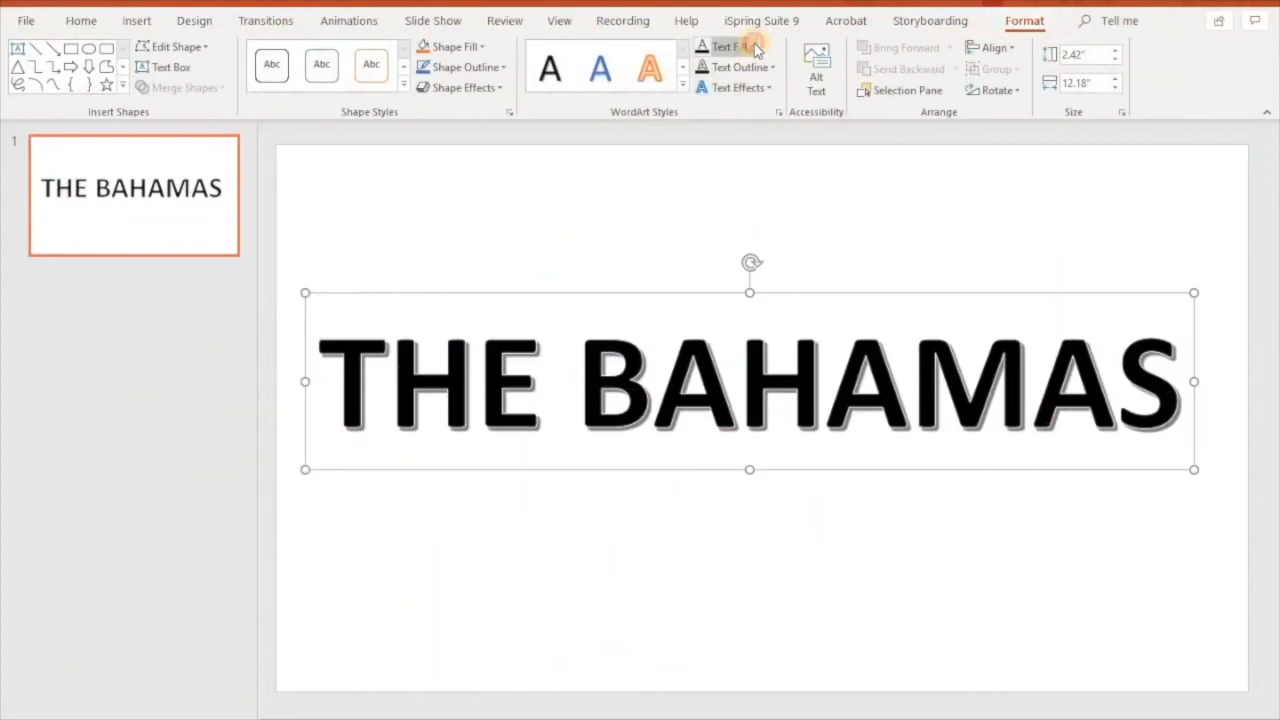 File Home Insert Design Transitions Animations Slide Show Review View Recording Help iSpring Suite 9 Acrobat Storyboarding Format Tell me
Edit Shape
Text Box
Merge Shapes
Insert Shapes
Abc Abc Abc
Shape Fill
Shape Outline
Shape Effects
Shape Styles
A A A
Text Fill
Text Outline
Text Effects
WordArt Styles
Alt
Text
Accessibility
Bring Forward
Send Backward
Selection Pane
Align
Group
Rotate
Arrange
2.42"
12.18"
Size
1
THE BAHAMAS
THE BAHAMAS